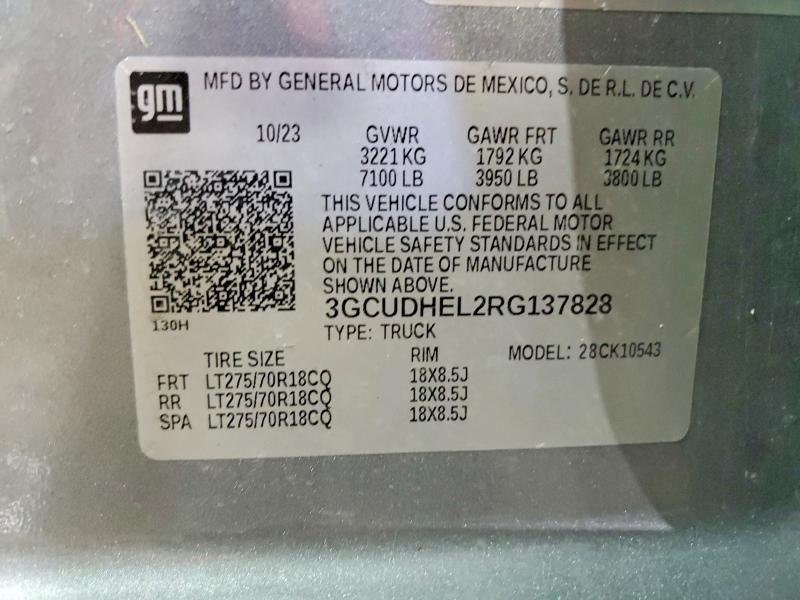 gm
MFD BY GENERAL MOTORS DE MEXICO, S. DE R.L. DE C.V.
10/23 GVWR GAWR FRT GAWR RR
3221 KG 1792 KG 1724 KG
7100 LB 3950 LB 3800 LB
THIS VEHICLE CONFORMS TO ALL
APPLICABLE U.S. FEDERAL MOTOR
VEHICLE SAFETY STANDARDS IN EFFECT
ON THE DATE OF MANUFACTURE
SHOWN ABOVE.
3GCUDHEL2RG137828
130H
TYPE: TRUCK
TIRE SIZE RIM MODEL: 28CK10543
FRT LT275/70R18CQ 18X8.5J
RR LT275/70R18CQ 18X8.5J
SPA LT275/70R18CQ 18X8.5J